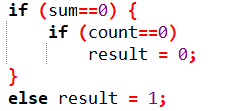 if (sum==0) {
    if (count==0)
        result = 0;
}
else result = 1;